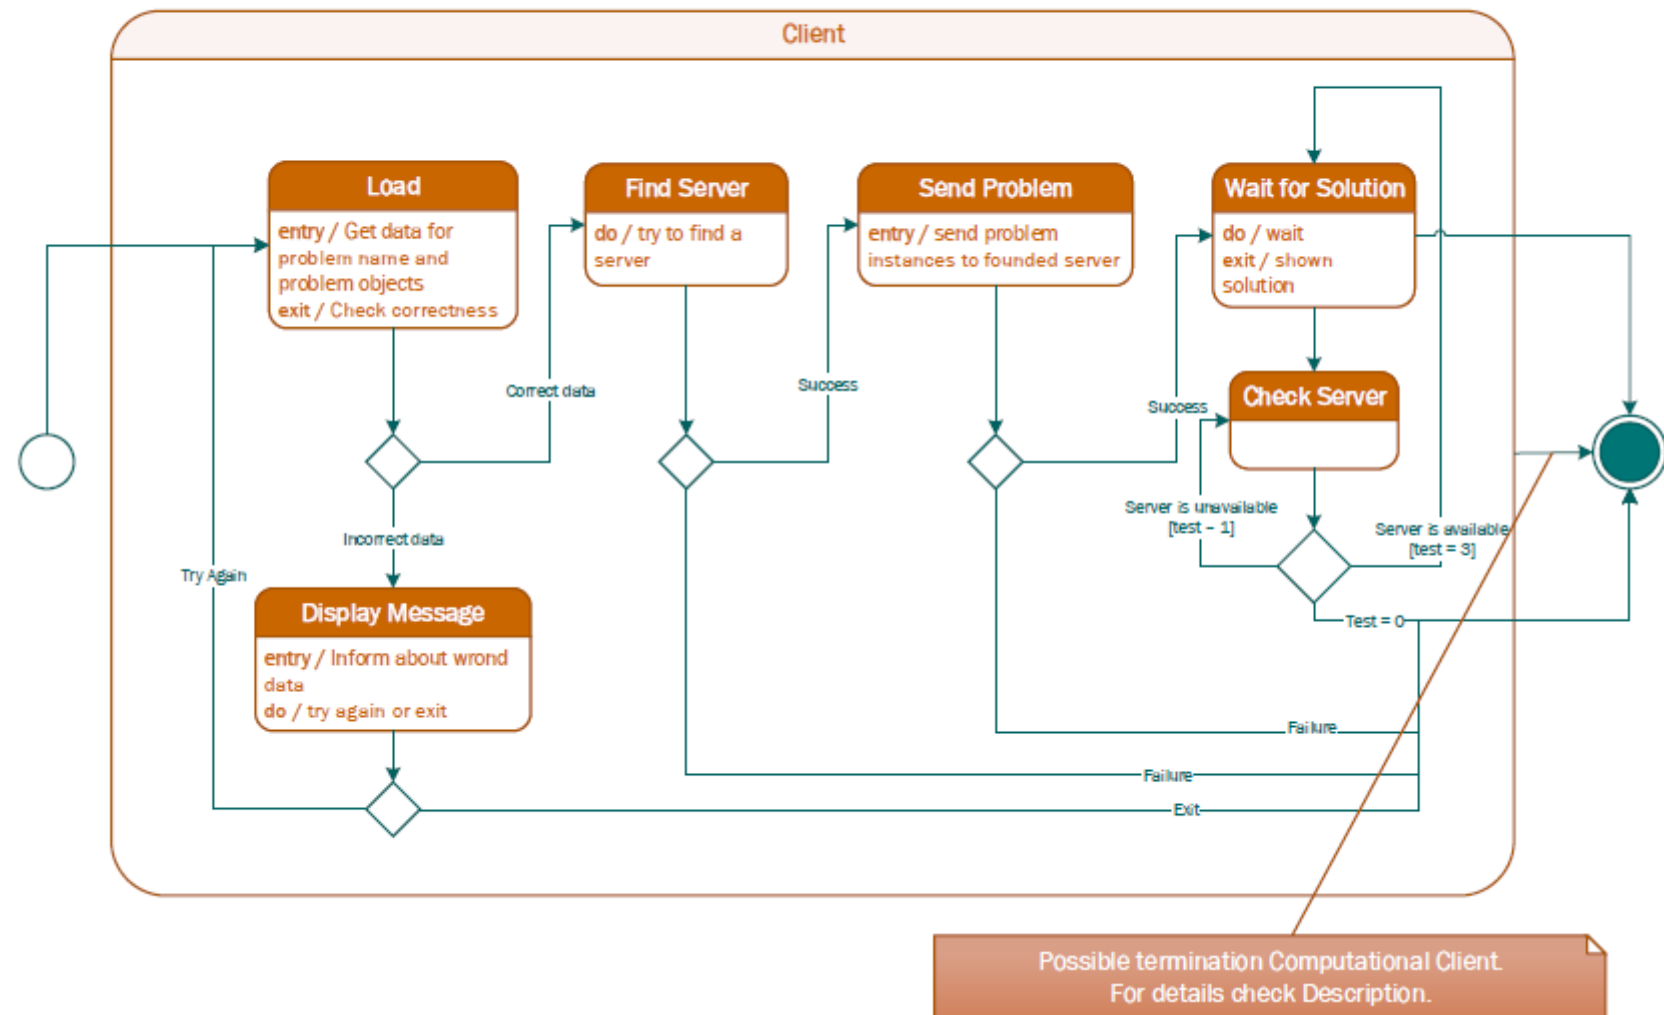 Client
Load
entry / Get data for
problem name and
problem objects
exit / Check correctness
Find Server
do / try to find a
server
Send Problem
entry / send problem
instances to founded server
Wait for Solution
do / wait
exit / shown
solution
Correct data
Success
Success
Check Server
Server is unavailable
[test – 1]
Server is available
[test = 3]
Incorrect data
Try Again
Display Message
entry / Inform about wrond
data
do / try again or exit
Test = 0
Failure
Failure
Exit
Possible termination Computational Client.
For details check Description.